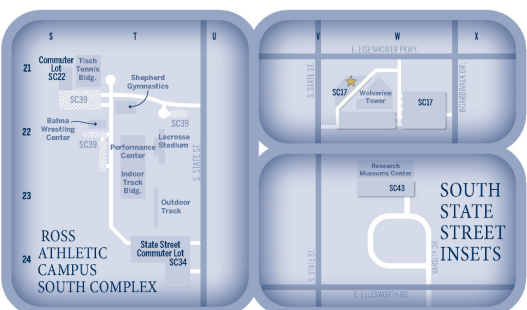 S T U
21
22
23
24
Commuter
Lot
SC22
Tisch
Tennis
Bldg.
Shepherd
Gymnastics
SC39
SC39
Bahna
Wrestling
Center
SC39
Performance
Center
Lacrosse
Stadium
S. STATE ST.
Indoor
Track
Bldg.
Outdoor
Track
State Street
Commuter Lot
SC34
ROSS
ATHLETIC
CAMPUS
SOUTH COMPLEX
V W X
E. EISENHOWER PKWY.
S. STATE ST.
BOARDWALK DR.
SC17
Wolverine
Tower
SC17
Research
Museums Center
SC43
S. STATE ST.
VARSITY DR.
E. ELLESWORTH RD.
SOUTH
STATE
STREET
INSETS